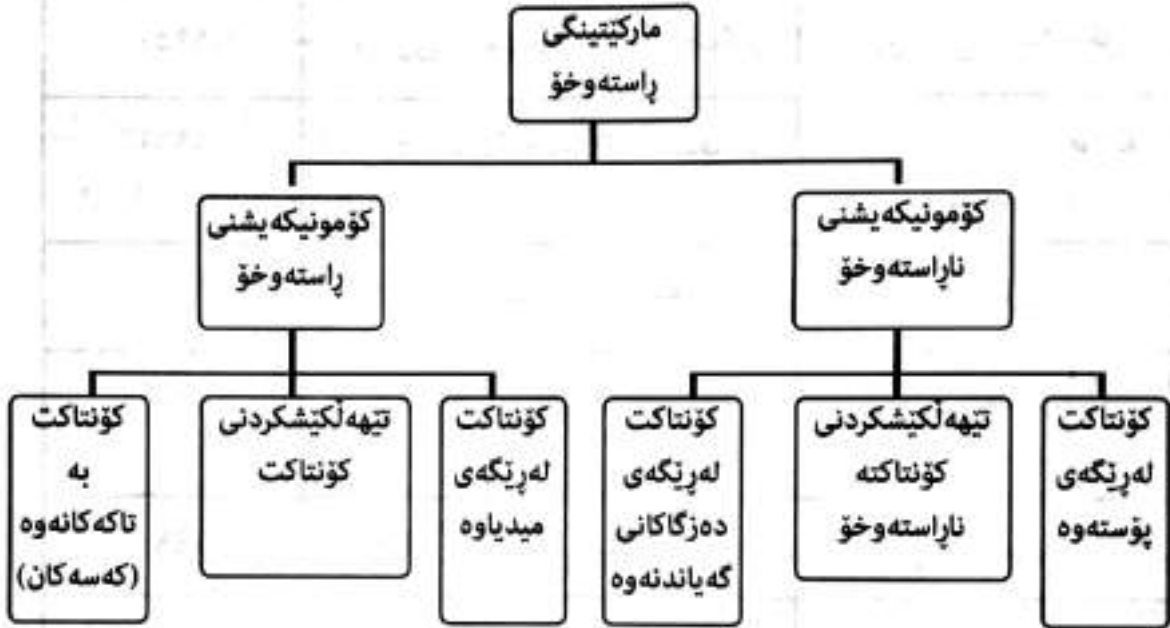 مارکێتینگی
ڕاستەوخۆ
کۆمونیکەیشنی
ناڕاستەوخۆ
کۆمونیکەیشنی
ڕاستەوخۆ
کۆنتاکت
لەڕێگەی
پۆستەوە
تێهەڵکێشکردنی
کۆنتاکتە
ناڕاستەوخۆ
کۆنتاکت
لەڕێگەی
دەزگاکانی
گەیاندنەوە
کۆنتاکت
لەڕێگەی
میدیاوە
تێهەڵکێشکردنی
کۆنتاکت
کۆنتاکت
بە
تاکەکانەوە
(کەسەکان)